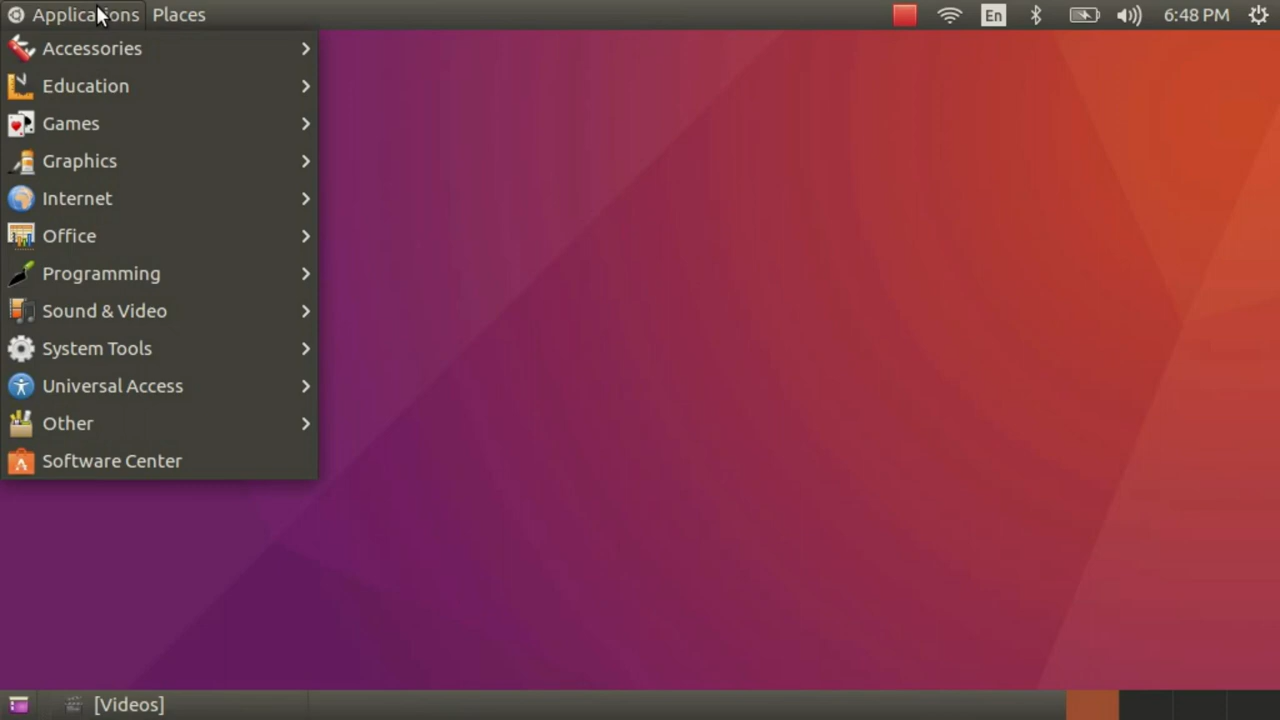 Applications Places En 6:48 PM
Accessories
Education
Games
Graphics
Internet
Office
Programming
Sound & Video
System Tools
Universal Access
Other
Software Center
[Videos]